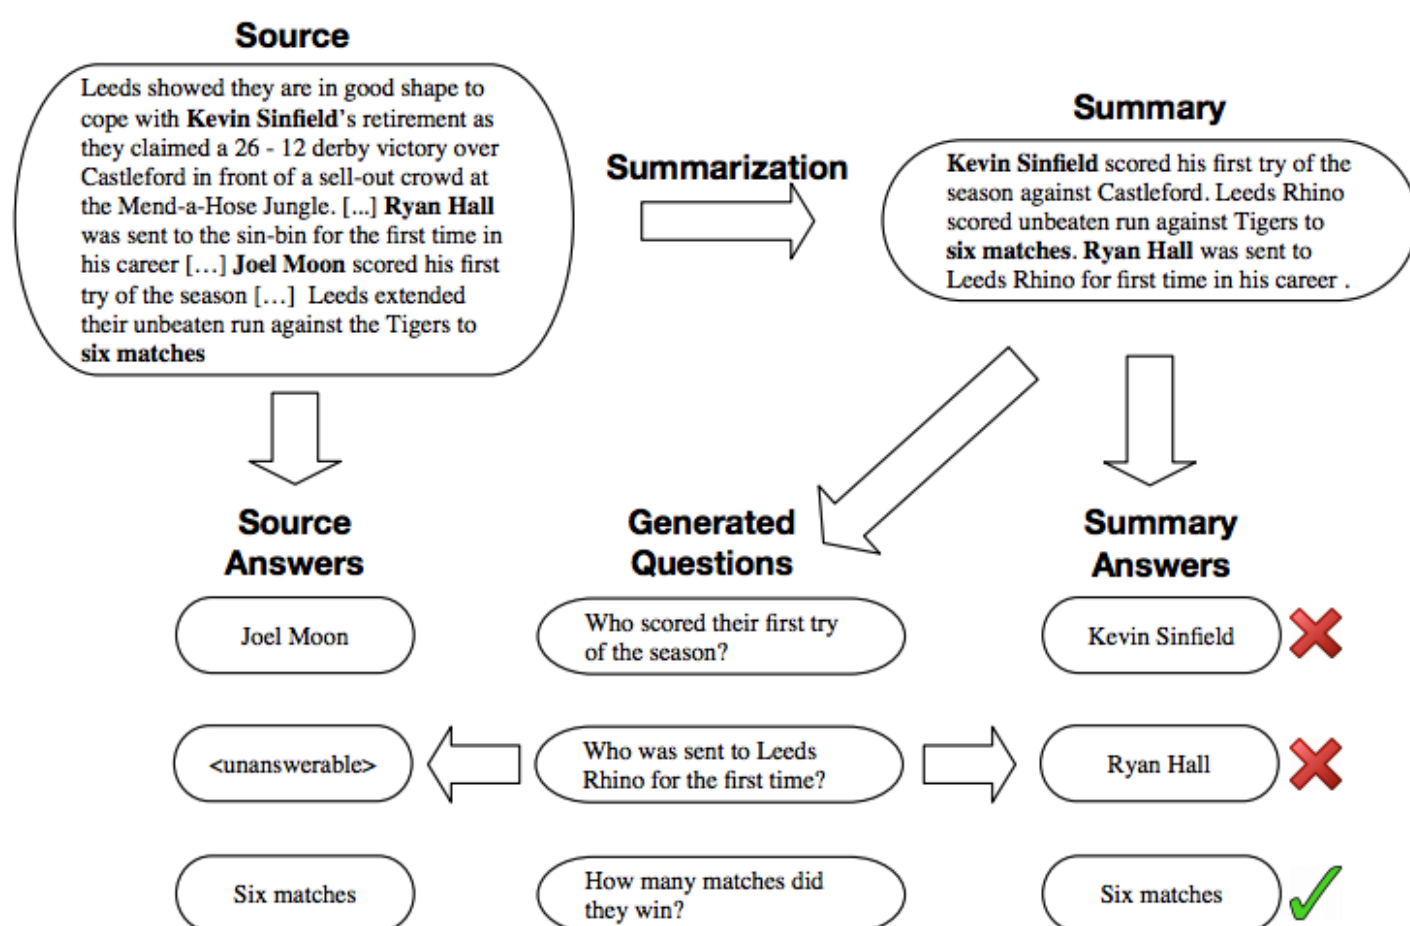 Source
Leeds showed they are in good shape to
cope with Kevin Sinfield's retirement as
they claimed a 26 - 12 derby victory over
Castleford in front of a sell-out crowd at
the Mend-a-Hose Jungle. [...] Ryan Hall
was sent to the sin-bin for the first time in
his career [...] Joel Moon scored his first
try of the season [...] Leeds extended
their unbeaten run against the Tigers to
six matches
Summarization
Summary
Kevin Sinfield scored his first try of the
season against Castleford. Leeds Rhino
scored unbeaten run against Tigers to
six matches. Ryan Hall was sent to
Leeds Rhino for first time in his career .
Source
Answers
Generated
Questions
Summary
Answers
Joel Moon
Who scored their first try
of the season?
Kevin Sinfield
<unanswerable>
Who was sent to Leeds
Rhino for the first time?
Ryan Hall
Six matches
How many matches did
they win?
Six matches